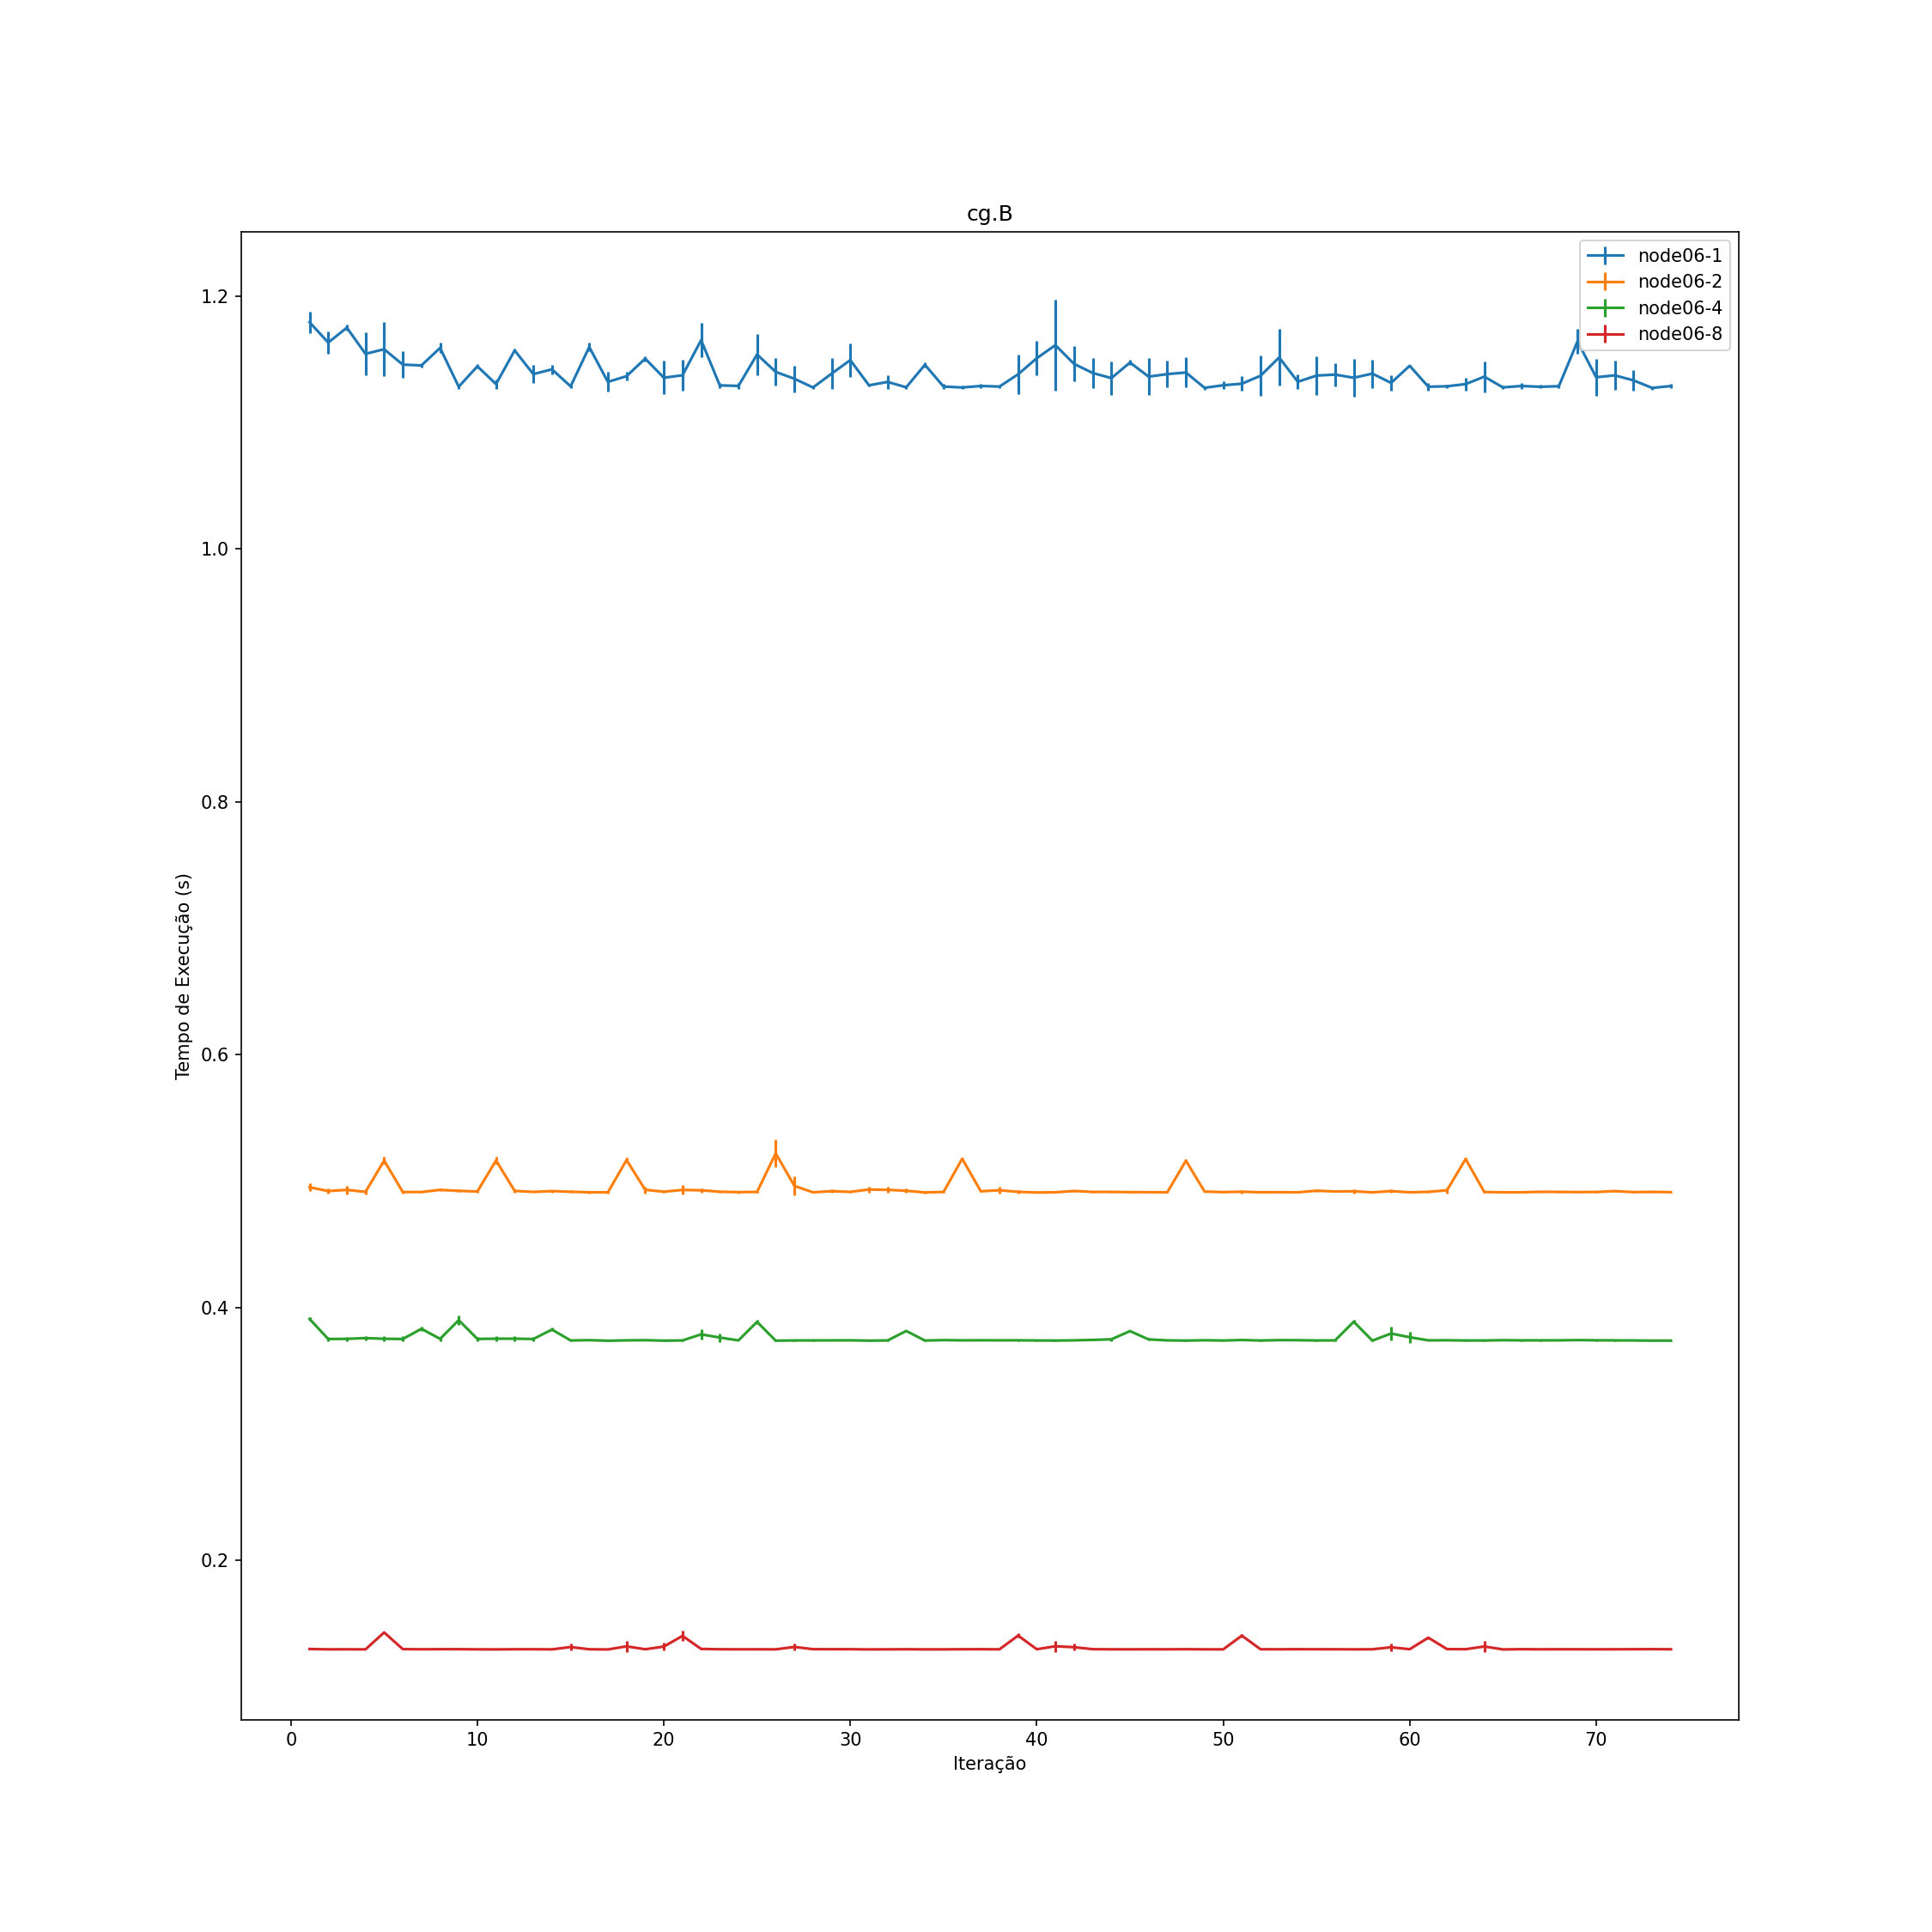 cg.B
node06-1
node06-2
node06-4
node06-8
Tempo de Execução (s)
1.2
1.0
0.8
0.6
0.4
0.2
0 10 20 30 40 50 60 70
Iteração